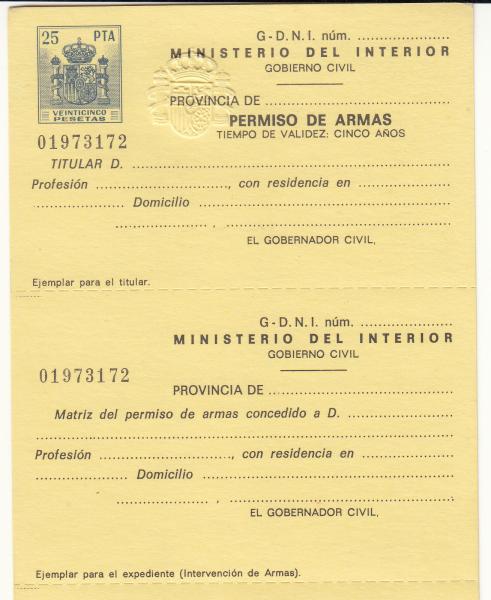 25 PTA
VEINTICINCO
PESETAS
G-D.N.I. núm. ........................
MINISTERIO DEL INTERIOR
GOBIERNO CIVIL
PROVINCIA DE ................................................
PERMISO DE ARMAS
TIEMPO DE VALIDEZ: CINCO AÑOS
01973172
TITULAR D. ................................................................................
Profesión ................................., con residencia en .......................
......................... Domicilio .......................................................
....................... , .......................................................
EL GOBERNADOR CIVIL,
Ejemplar para el titular.
G-D.N.I. núm. ........................
MINISTERIO DEL INTERIOR
GOBIERNO CIVIL
01973172
PROVINCIA DE ................................................
Matriz del permiso de armas concedido a D. ...........................
....................................................................................................
Profesión ................................., con residencia en .......................
......................... Domicilio .......................................................
....................... , .......................................................
EL GOBERNADOR CIVIL,
Ejemplar para el expediente (Intervención de Armas).